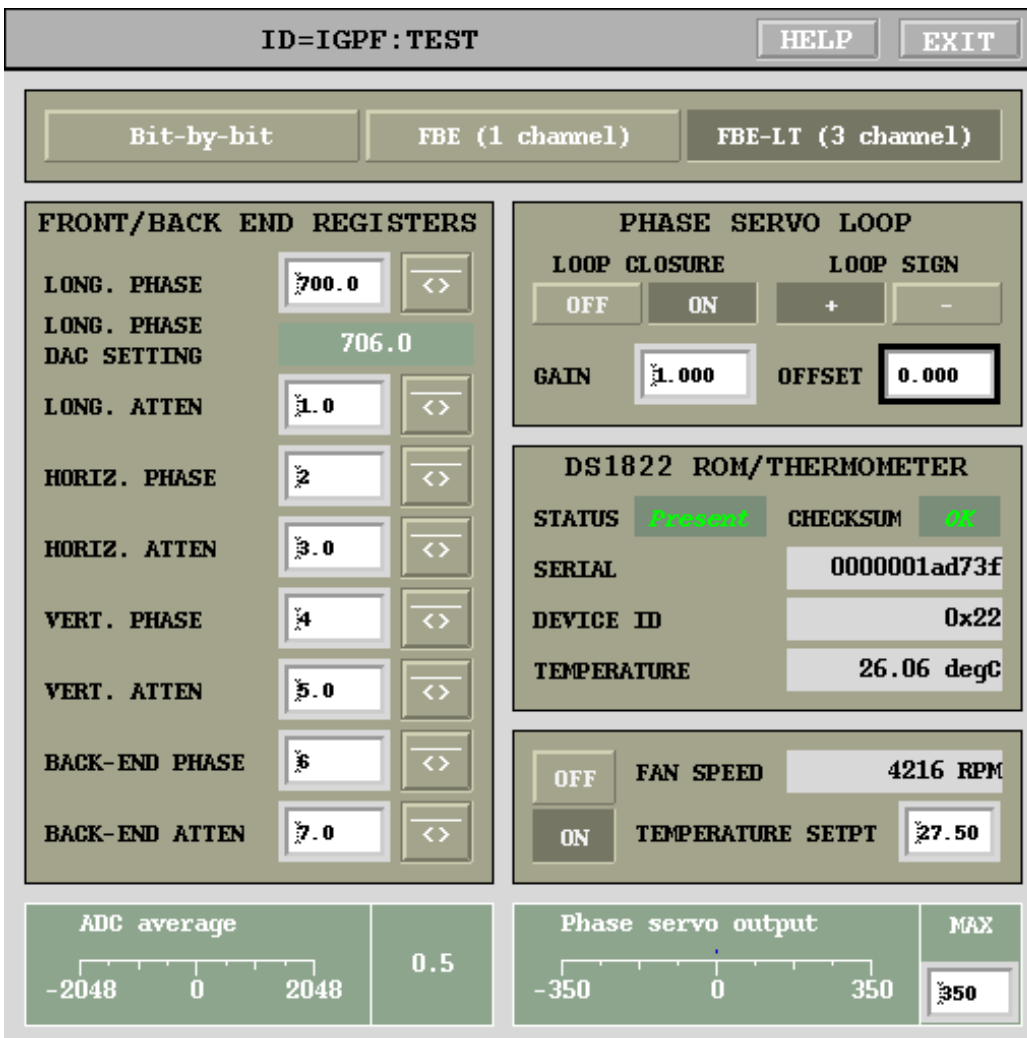 ID=IGPF:TEST HELP EXIT
Bit-by-bit FBE (1 channel) FBE-LT (3 channel)
FRONT/BACK END REGISTERS
LONG. PHASE 700.0 <>
LONG. PHASE
DAC SETTING 706.0
LONG. ATTEN 1.0 <>
HORIZ. PHASE 2 <>
HORIZ. ATTEN 3.0 <>
VERT. PHASE 4 <>
VERT. ATTEN 5.0 <>
BACK-END PHASE 6 <>
BACK-END ATTEN 7.0 <>
PHASE SERVO LOOP
LOOP CLOSURE LOOP SIGN
OFF ON + -
GAIN 1.000 OFFSET 0.000
DS1822 ROM/THERMOMETER
STATUS Present CHECKSUM OK
SERIAL 0000001ad73f
DEVICE ID 0x22
TEMPERATURE 26.06 degC
OFF FAN SPEED 4216 RPM
ON TEMPERATURE SETPT 27.50
ADC average
0.5
-2048 0 2048
Phase servo output MAX
-350 0 350 350